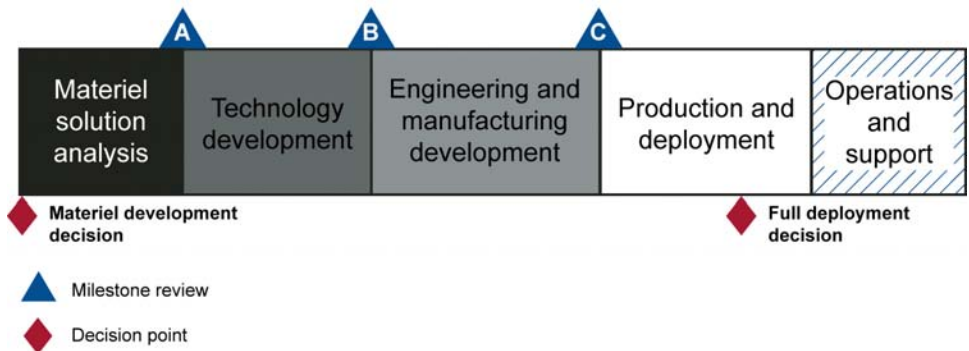 A
B
C
Materiel
solution
analysis
Technology
development
Engineering and
manufacturing
development
Production and
deployment
Operations
and
support
Materiel development
decision
Full deployment
decision
Milestone review
Decision point